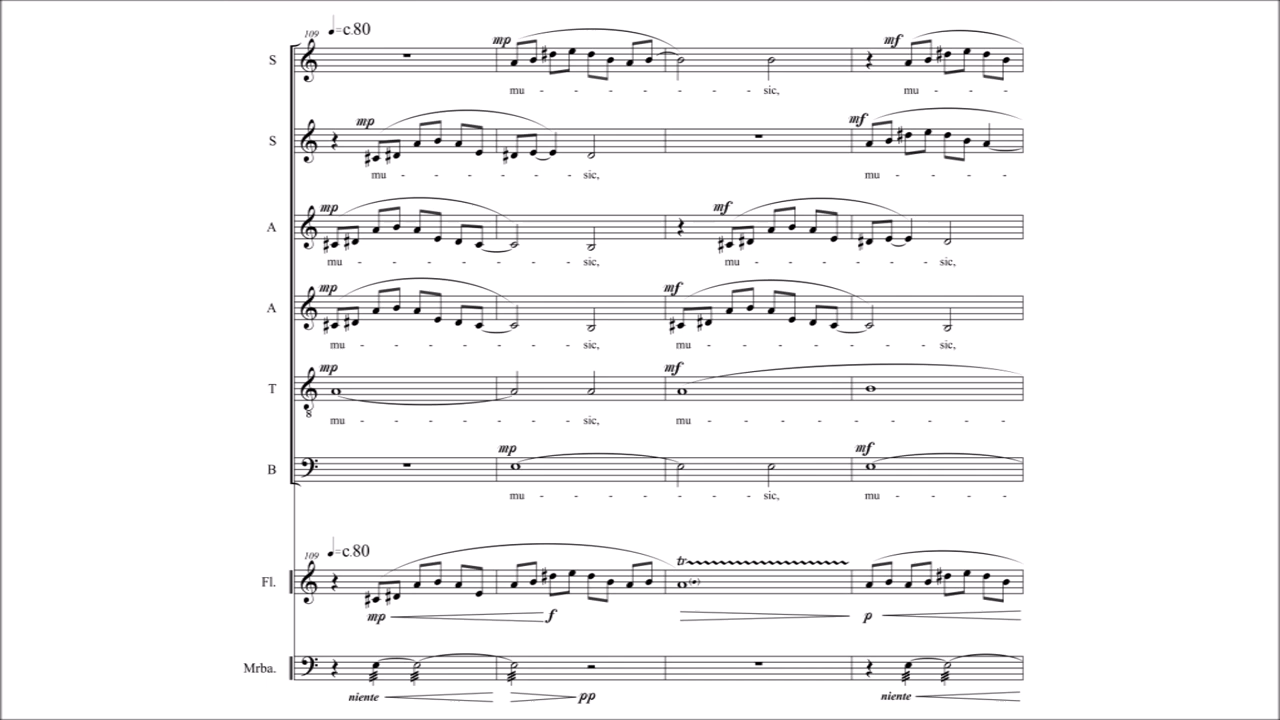 109 ♩=c.80
S mp mf
mu - - - - - sic, mu - - -
S mp mf
mu - - - - - sic, mu - - -
A mp mf
mu - - - - - - - sic, mu - - - - - sic,
A mp mf
mu - - - - - - - sic, mu - - - - - - - sic,
T mp mf
8
mu - - - - - - - sic, mu - - - - - - - - -
B mp mf
mu - - - - - - - sic, mu - - - - -
109 ♩=c.80
Fl. tr
mp f p
Mrba.
niente pp niente